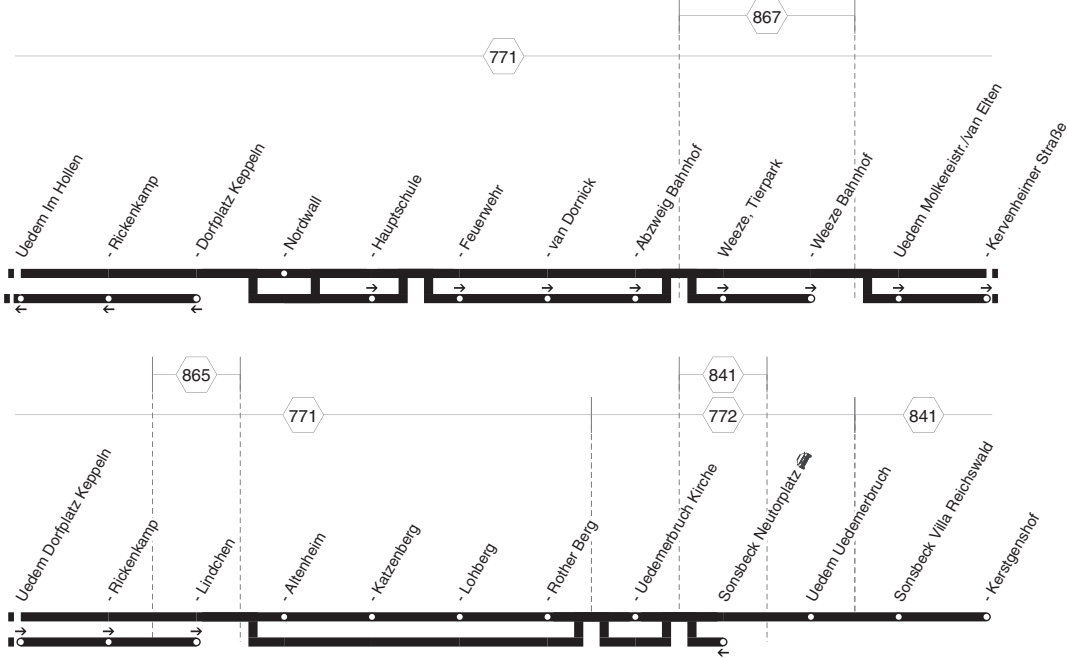 867
771
Uedem Im Hollen
- Rickenkamp
- Dorfplatz Keppeln
- Nordwall
- Hauptschule
- Feuerwehr
- van Dornick
- Abzweig Bahnhof
Weeze, Tierpark
- Weeze Bahnhof
Uedem Molkereistr./van Elten
- Kervenheimer Straße
865
841
771
772
841
Uedem Dorfplatz Keppeln
- Rickenkamp
- Lindchen
- Altenheim
- Katzenberg
- Lohberg
- Rother Berg
- Uedemerbruch Kirche
Sonsbeck Neutorplatz
Uedem Uedemerbruch
Sonsbeck Villa Reichswald
- Kerstgenshof